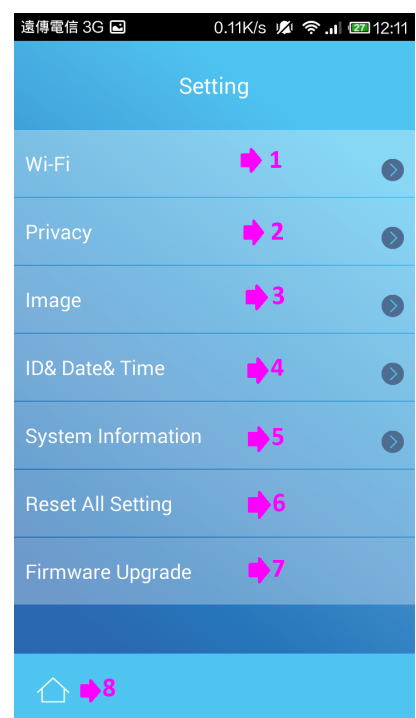 遠傳電信 3G 0.11K/s 27 12:11
Setting
Wi-Fi 1
Privacy 2
Image 3
ID& Date& Time 4
System Information 5
Reset All Setting 6
Firmware Upgrade 7
8